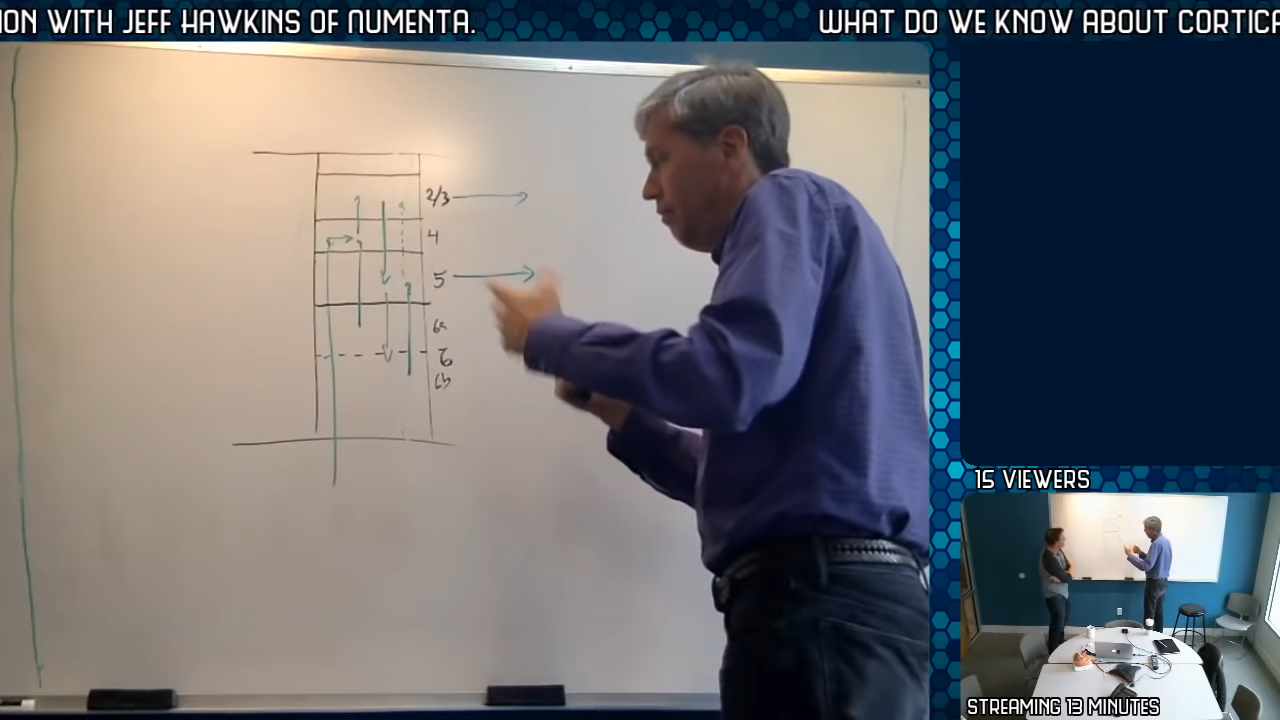 ION WITH JEFF HAWKINS OF NUMENTA.
WHAT DO WE KNOW ABOUT CORTICA
2/3
4
5
6a
6
6b
15 VIEWERS
STREAMING 13 MINUTES